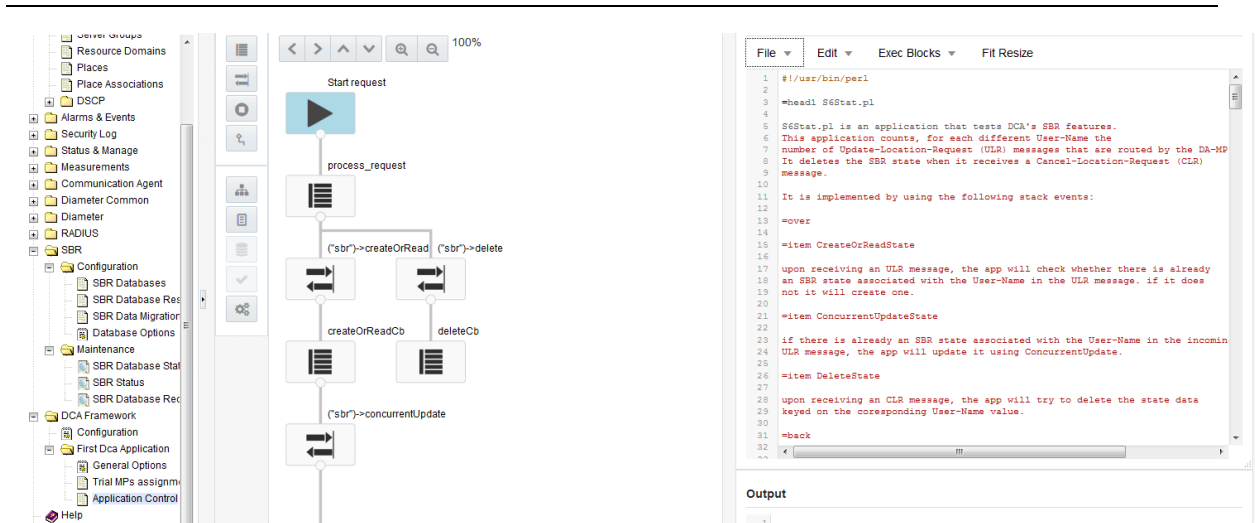 Server Groups
Resource Domains
Places
Place Associations
DSCP
Alarms & Events
Security Log
Status & Manage
Measurements
Communication Agent
Diameter Common
Diameter
RADIUS
SBR
Configuration
SBR Databases
SBR Database Res
SBR Data Migration
Database Options
Maintenance
SBR Database Stat
SBR Status
SBR Database Rec
DCA Framework
Configuration
First Dca Application
General Options
Trial MPs assignm
Application Control
Help
100%
Start request
process_request
("sbr")->createOrRead ("sbr")->delete
createOrReadCb deleteCb
("sbr")->concurrentUpdate
File Edit Exec Blocks Fit Resize
1 #!/usr/bin/perl
2
3 =head1 S6Stat.pl
4
5 S6Stat.pl is an application that tests DCA's SBR features.
6 This application counts, for each different User-Name the
7 number of Update-Location-Request (ULR) messages that are routed by the DA-MP
8 It deletes the SBR state when it receives a Cancel-Location-Request (CLR)
9 message.
10
11 It is implemented by using the following stack events:
12
13 =over
14
15 =item CreateOrReadState
16
17 upon receiving an ULR message, the app will check whether there is already
18 an SBR state associated with the User-Name in the ULR message. if it does
19 not it will create one.
20
21 =item ConcurrentUpdateState
22
23 if there is already an SBR state associated with the User-Name in the incomin
24 ULR message, the app will update it using ConcurrentUpdate.
25
26 =item DeleteState
27
28 upon receiving an CLR message, the app will try to delete the state data
29 keyed on the coresponding User-Name value.
30
31 =back
32
Output